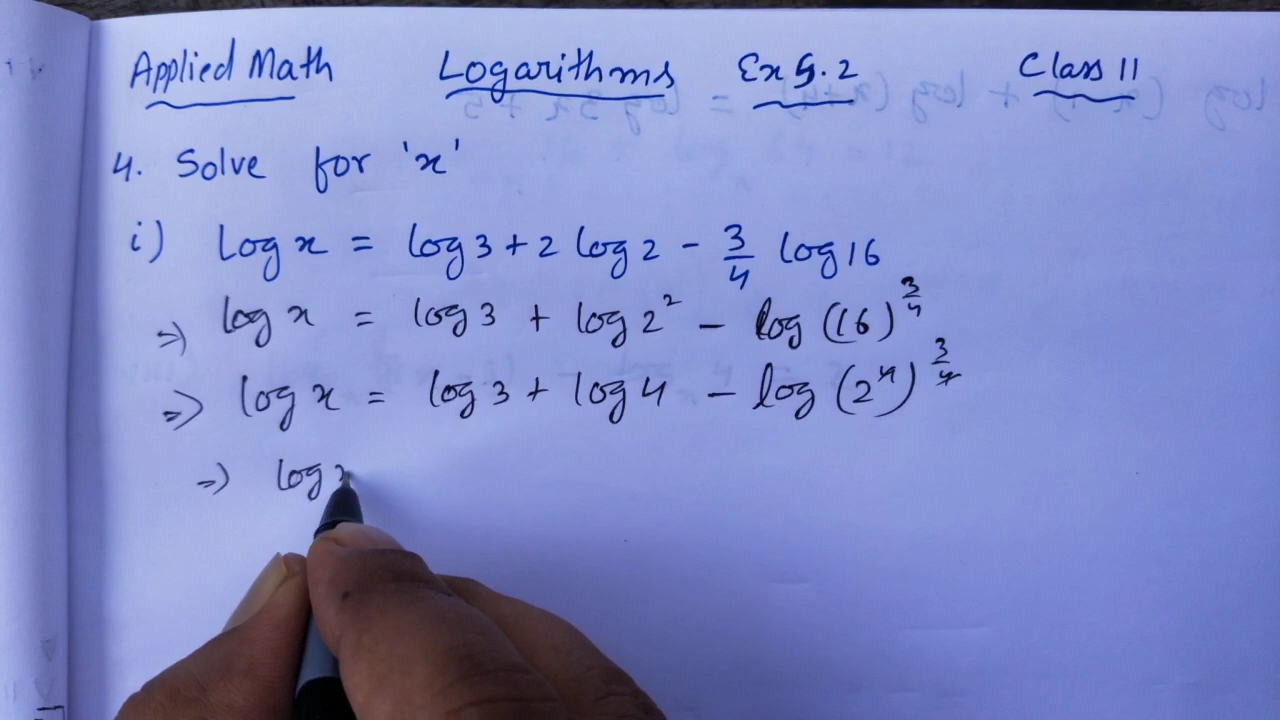 Applied Math Logarithms Ex 5.2 Class 11
4. Solve for 'x'
i) log x = log 3 + 2 log 2 - 3/4 log 16
=> log x = log 3 + log 2² - log (16)^3/4
=> log x = log 3 + log 4 - log (2⁴)^3/4
=> log x